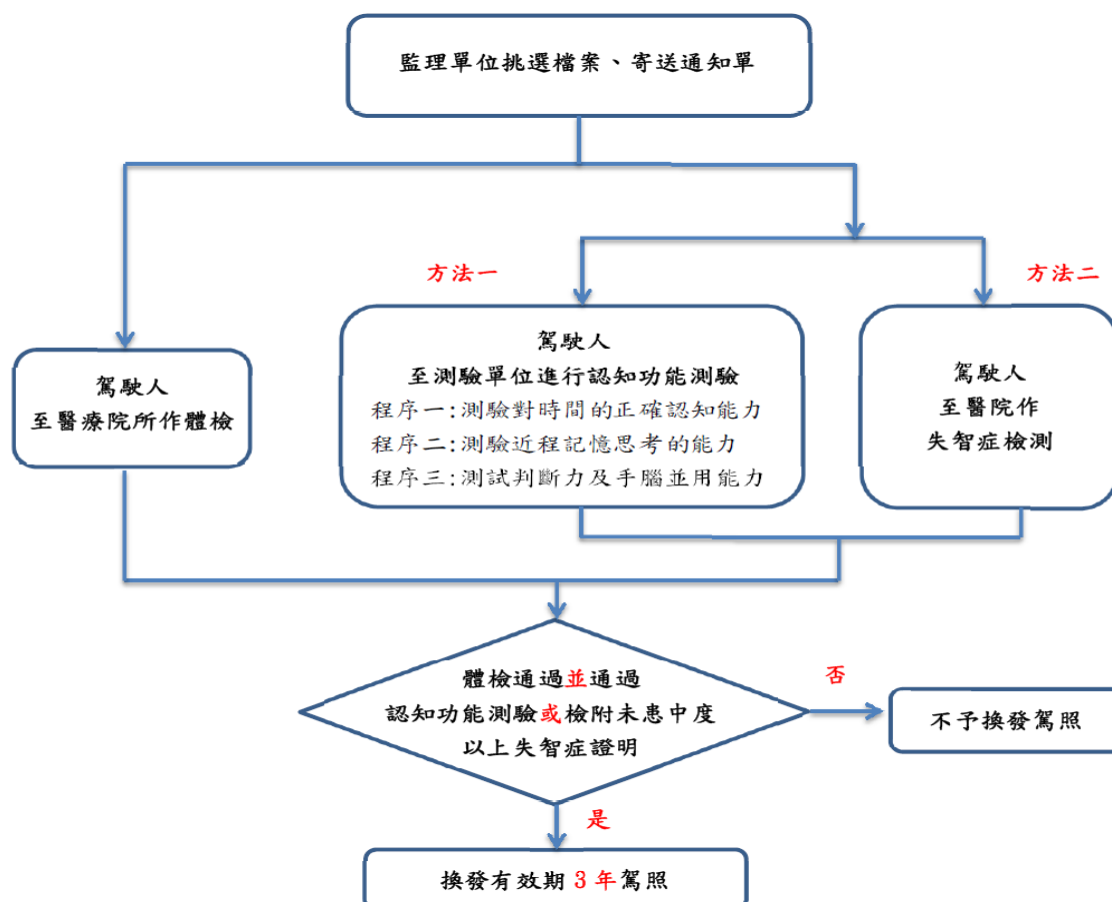 監理單位挑選檔案、寄送通知單
方法一
方法二
駕駛人
至醫療院所作體檢
駕駛人
至測驗單位進行認知功能測驗
程序一:測驗對時間的正確認知能力
程序二:測驗近程記憶思考的能力
程序三:測試判斷力及手腦並用能力
駕駛人
至醫院作
失智症檢測
體檢通過並通過
認知功能測驗或檢附未患中度
以上失智症證明
否
不予換發駕照
是
換發有效期 3 年駕照